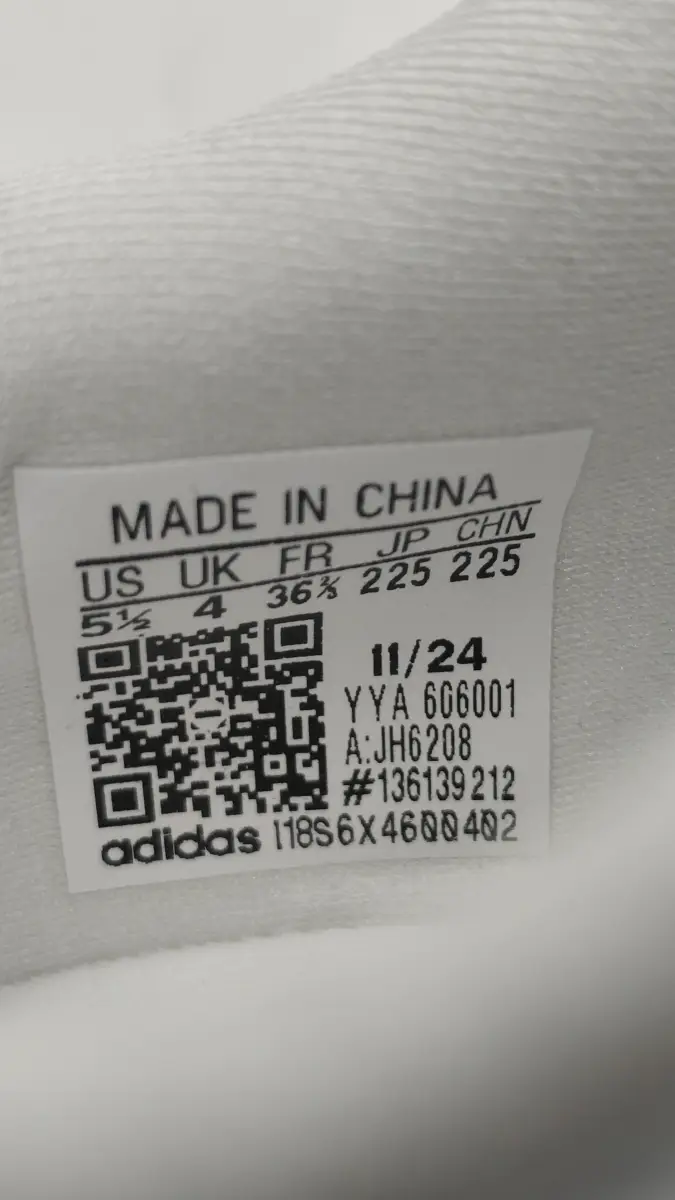 MADE IN CHINA
US UK FR JP CHN
5½ 4 36⅔ 225 225
11/24
YYA 606001
A:JH6208
#136139212
adidas I18S6X4600402